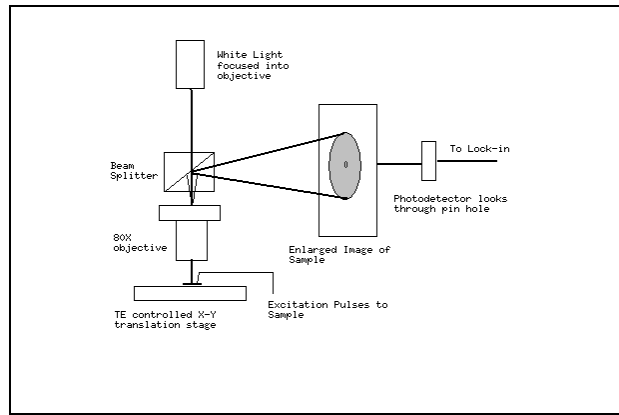 White Light
focused into
objective
Beam
Splitter
To Lock-in
Photodetector looks
through pin hole
80X
objective
Enlarged Image of
Sample
Excitation Pulses to
Sample
TE controlled X-Y
translation stage